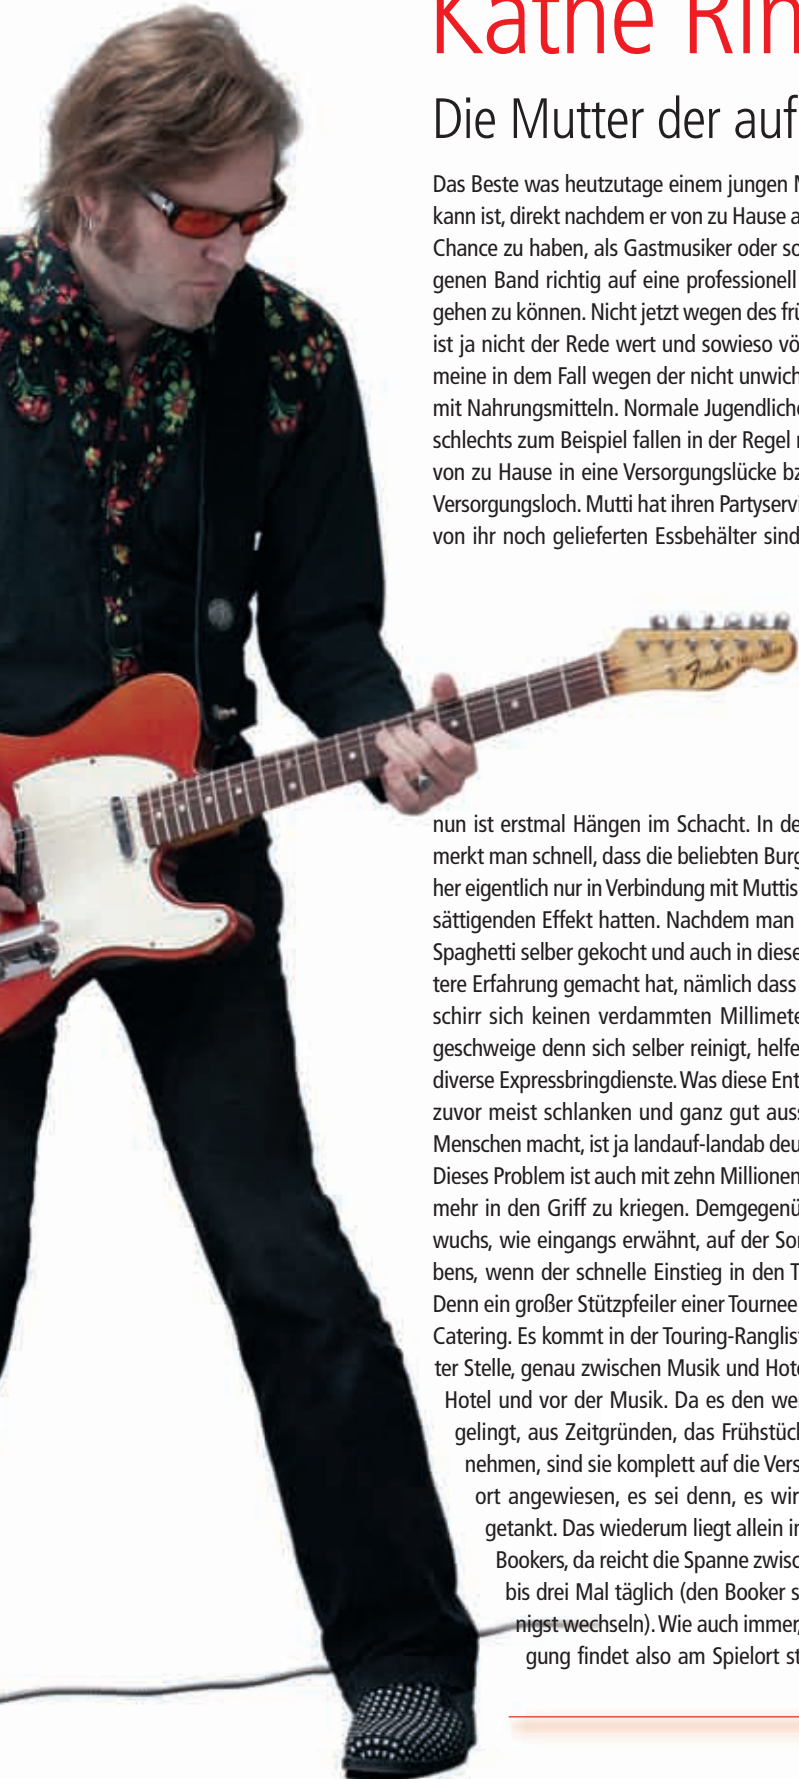 Käthe Rin
Die Mutter der auf
Das Beste was heutzutage einem jungen
kann ist, direkt nachdem er von zu Hause a
Chance zu haben, als Gastmusiker oder so
genen Band richtig auf eine professionell
gehen zu können. Nicht jetzt wegen des frü
ist ja nicht der Rede wert und sowieso vö
meine in dem Fall wegen der nicht unwich
mit Nahrungsmitteln. Normale Jugendliche
schlechts zum Beispiel fallen in der Regel
von zu Hause in eine Versorgungslücke bz
Versorgungsloch. Mutti hat ihren Partyservi
von ihr noch gelieferten Essbehälter sind
Fender
nun ist erstmal Hängen im Schacht. In de
merkt man schnell, dass die beliebten Burg
her eigentlich nur in Verbindung mit Muttis
sättigenden Effekt hatten. Nachdem man
Spaghetti selber gekocht und auch in diese
tere Erfahrung gemacht hat, nämlich dass
schirr sich keinen verdammten Millimete
geschweige denn sich selber reinigt, helfe
diverse Expressbringdienste. Was diese Ent
zuvor meist schlanken und ganz gut auss
Menschen macht, ist ja landauf-landab deu
Dieses Problem ist auch mit zehn Millionen
mehr in den Griff zu kriegen. Demgegenü
wuchs, wie eingangs erwähnt, auf der Son
bens, wenn der schnelle Einstieg in den T
Denn ein großer Stützpfeiler einer Tournee
Catering. Es kommt in der Touring-Ranglist
ter Stelle, genau zwischen Musik und Hote
Hotel und vor der Musik. Da es den wer
gelingt, aus Zeitgründen, das Frühstück
nehmen, sind sie komplett auf die Vers
ort angewiesen, es sei denn, es wir
getankt. Das wiederum liegt allein in
Bookers, da reicht die Spanne zwisc
bis drei Mal täglich (den Booker s
nigst wechseln). Wie auch immer,
gung findet also am Spielort st